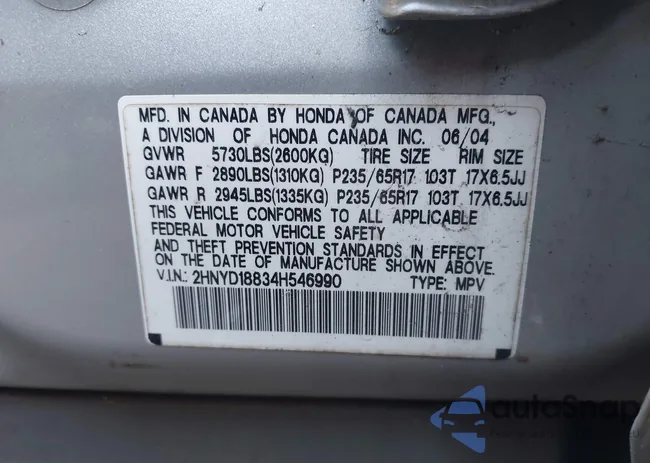 MFD. IN CANADA BY HONDA OF CANADA MFG.,
A DIVISION OF HONDA CANADA INC. 06/04
GVWR 5730LBS(2600KG) TIRE SIZE RIM SIZE
GAWR F 2890LBS(1310KG) P235/65R17 103T 17X6.5JJ
GAWR R 2945LBS(1335KG) P235/65R17 103T 17X6.5JJ
THIS VEHICLE CONFORMS TO ALL APPLICABLE
FEDERAL MOTOR VEHICLE SAFETY
AND THEFT PREVENTION STANDARDS IN EFFECT
ON THE DATE OF MANUFACTURE SHOWN ABOVE.
V.I.N.: 2HNYD18834H546990 TYPE: MPV
autoSnap